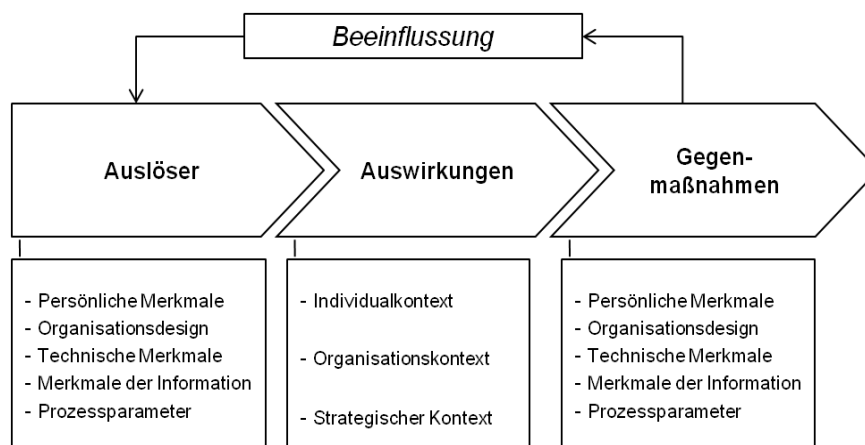 Beeinflussung
Auslöser
Auswirkungen
Gegen-
maßnahmen
- Persönliche Merkmale
- Organisationsdesign
- Technische Merkmale
- Merkmale der Information
- Prozessparameter
- Individualkontext
- Organisationskontext
- Strategischer Kontext
- Persönliche Merkmale
- Organisationsdesign
- Technische Merkmale
- Merkmale der Information
- Prozessparameter